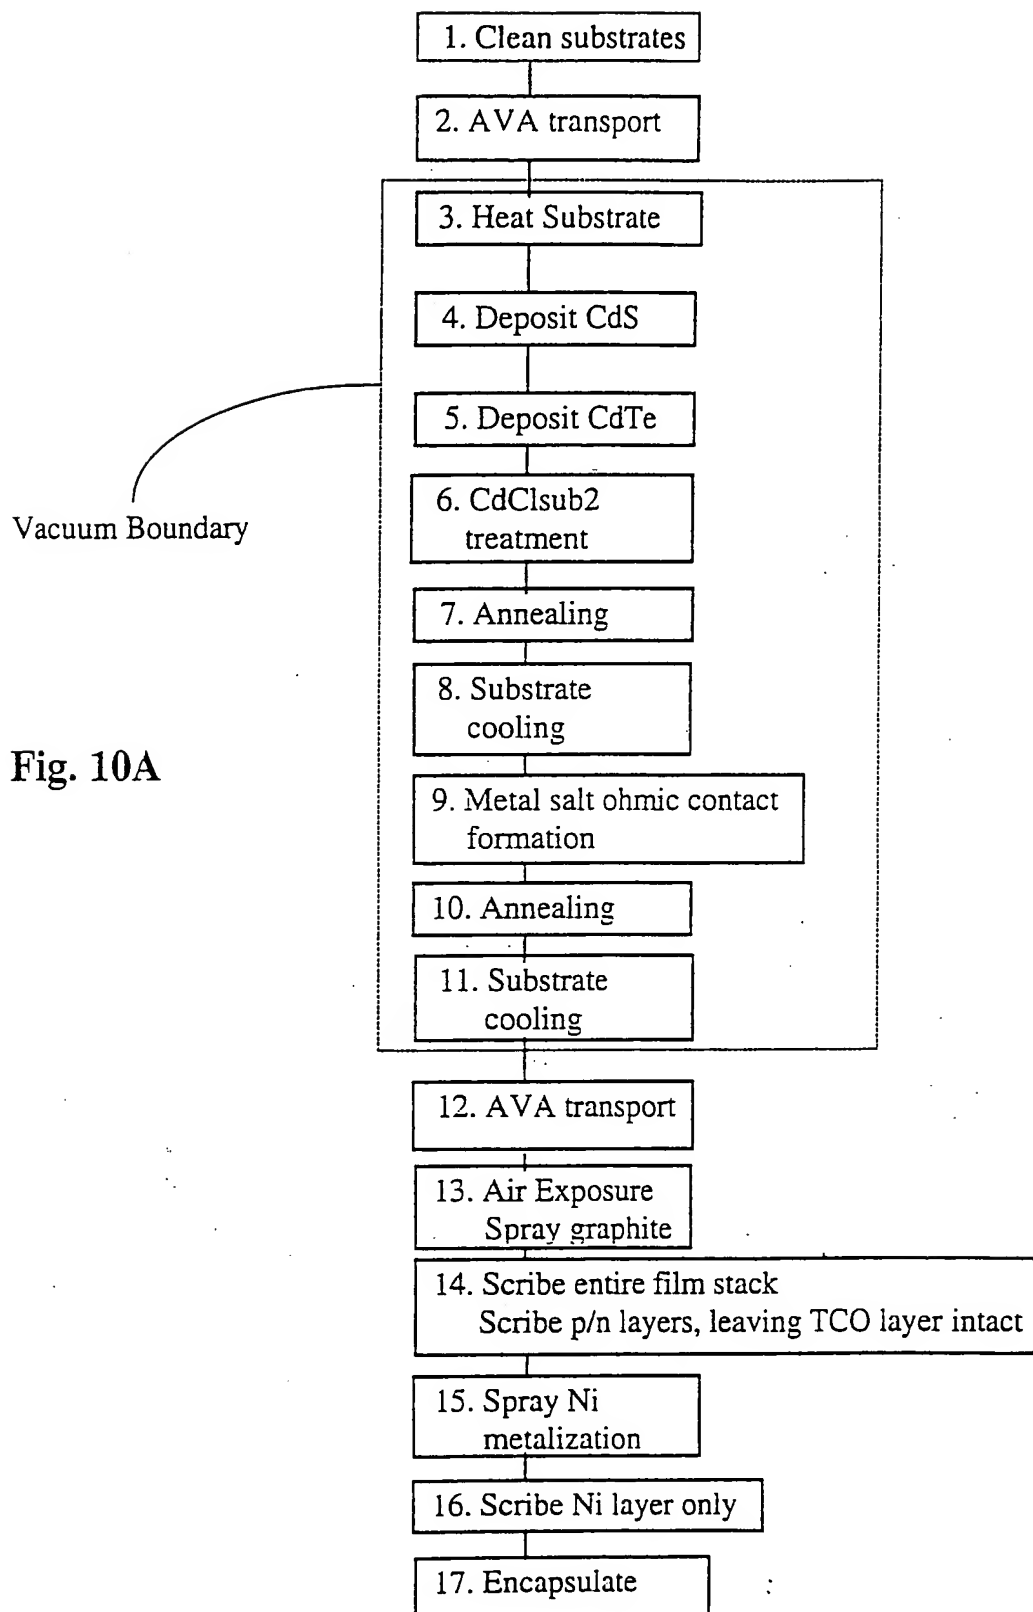 1. Clean substrates
2. AVA transport
3. Heat Substrate
4. Deposit CdS
5. Deposit CdTe
6. CdClsub2
treatment
Vacuum Boundary
7. Annealing
8. Substrate
cooling
Fig. 10A
9. Metal salt ohmic contact
formation
10. Annealing
11. Substrate
cooling
12. AVA transport
13. Air Exposure
Spray graphite
14. Scribe entire film stack
Scribe p/n layers, leaving TCO layer intact
15. Spray Ni
metalization
16. Scribe Ni layer only
17. Encapsulate